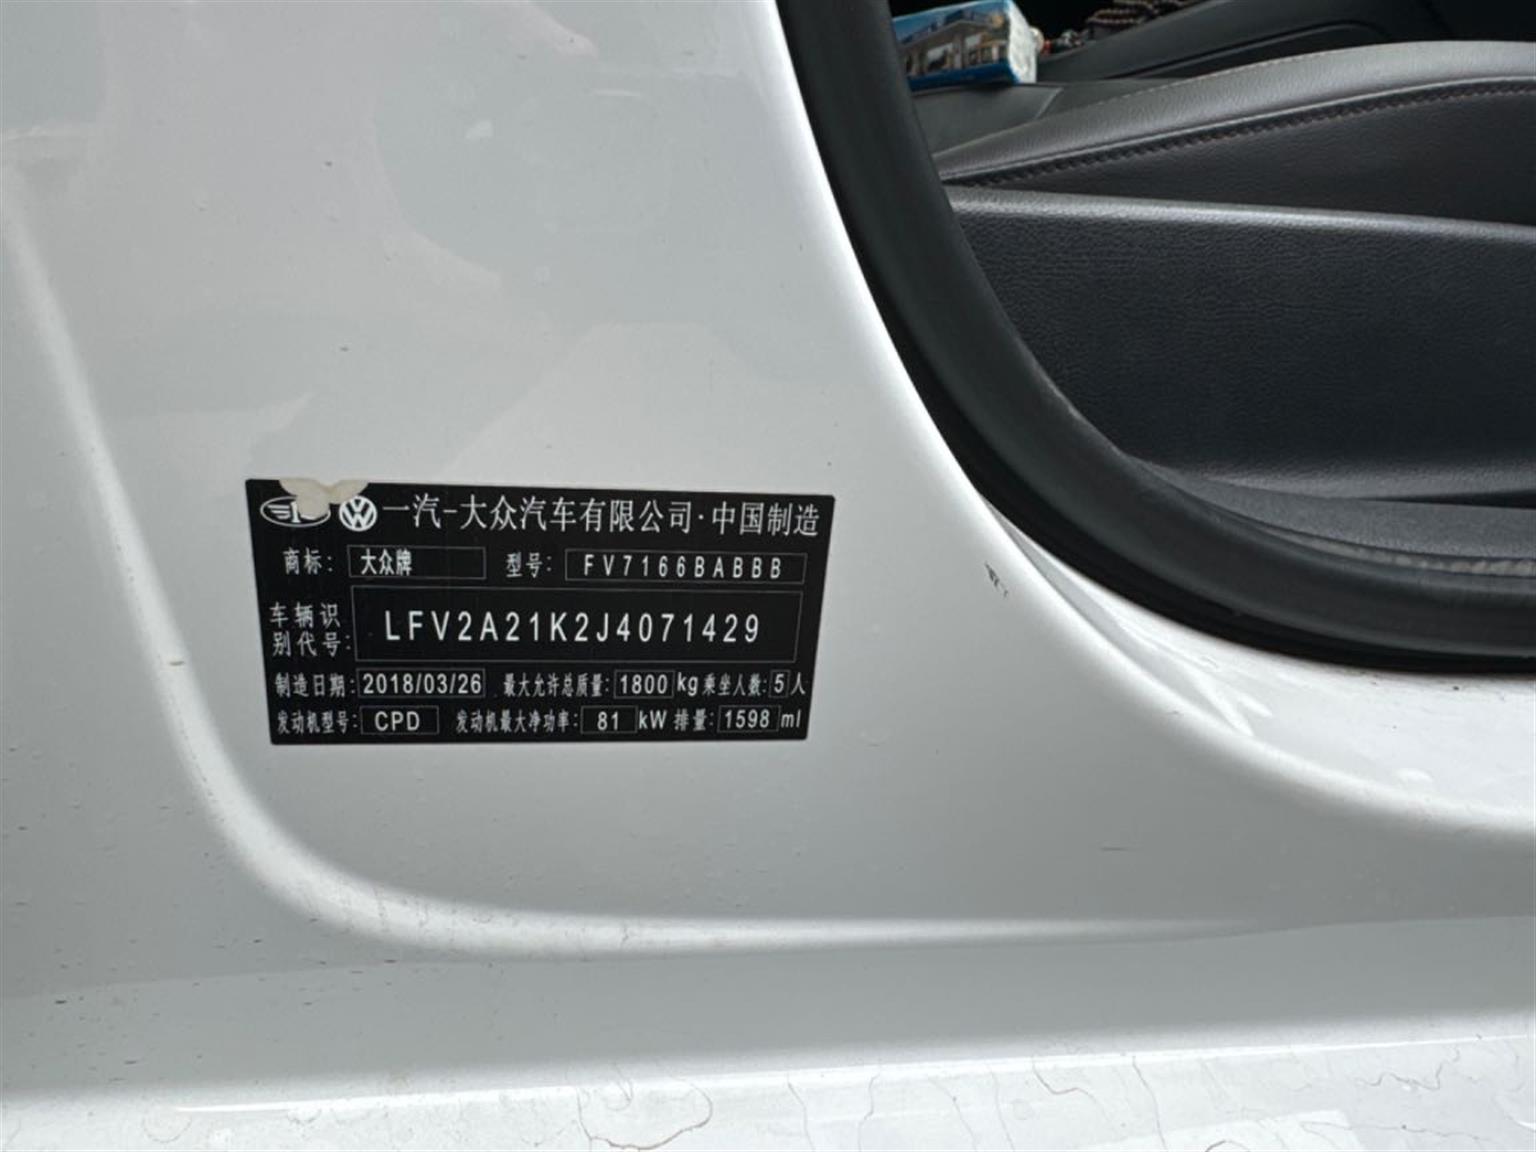 一汽-大众汽车有限公司·中国制造
商标: 大众牌 型号: FV7166BABBB
车辆识别代号: LFV2A21K2J4071429
制造日期: 2018/03/26 最大允许总质量: 1800 kg 乘坐人数: 5 人
发动机型号: CPD 发动机最大净功率: 81 kW 排量: 1598 ml